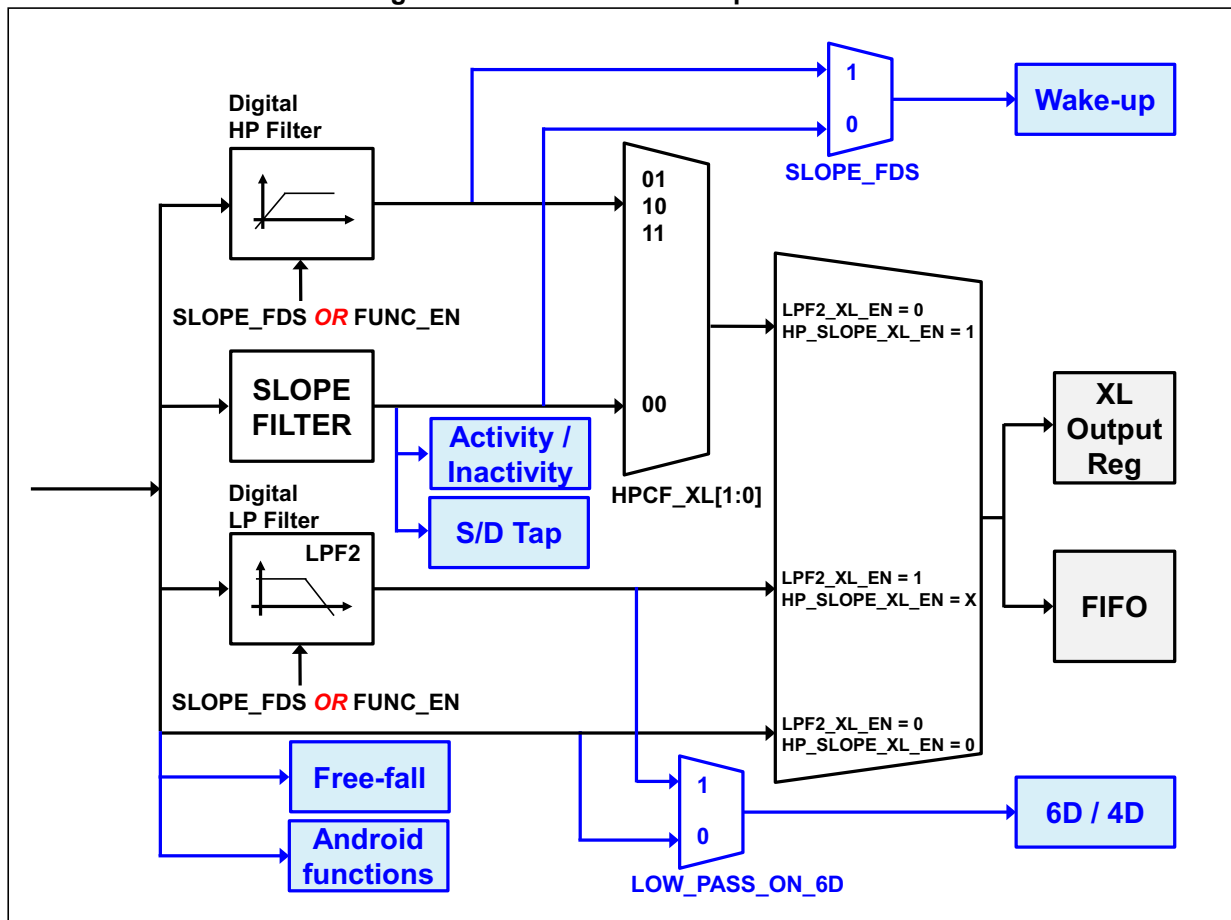 1
0
SLOPE_FDS
Wake-up
Digital
HP Filter
SLOPE_FDS OR FUNC_EN
01
10
11
00
HPCF_XL[1:0]
SLOPE
FILTER
Activity /
Inactivity
S/D Tap
Digital
LP Filter
LPF2
SLOPE_FDS OR FUNC_EN
LPF2_XL_EN = 0
HP_SLOPE_XL_EN = 1
LPF2_XL_EN = 1
HP_SLOPE_XL_EN = X
LPF2_XL_EN = 0
HP_SLOPE_XL_EN = 0
XL
Output
Reg
FIFO
Free-fall
Android
functions
1
0
LOW_PASS_ON_6D
6D / 4D